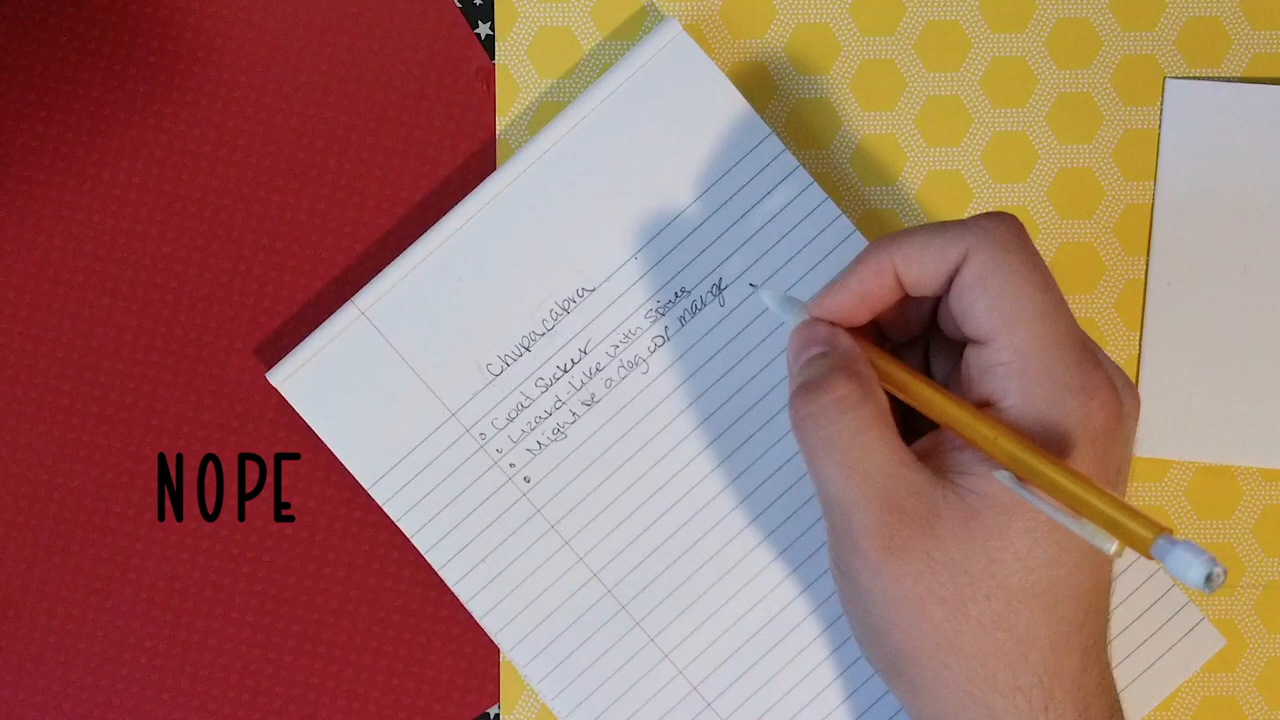 Chupacabra
Goat Sucker
Lizard-like with Spines
Might be a dog w/ mange
NOPE